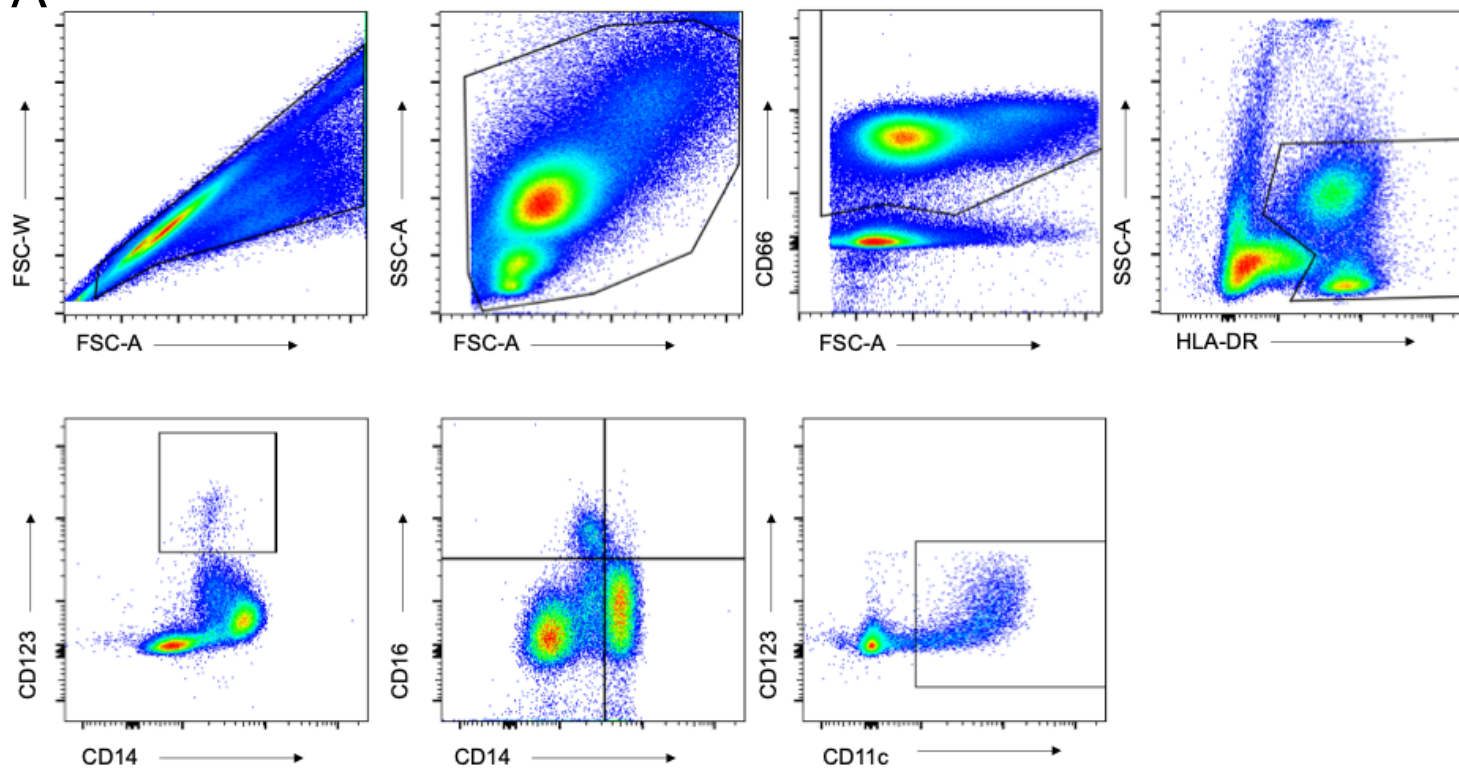 A
FSC-W
FSC-A
SSC-A
FSC-A
CD66
FSC-A
SSC-A
HLA-DR
CD123
CD14
CD16
CD14
CD123
CD11c